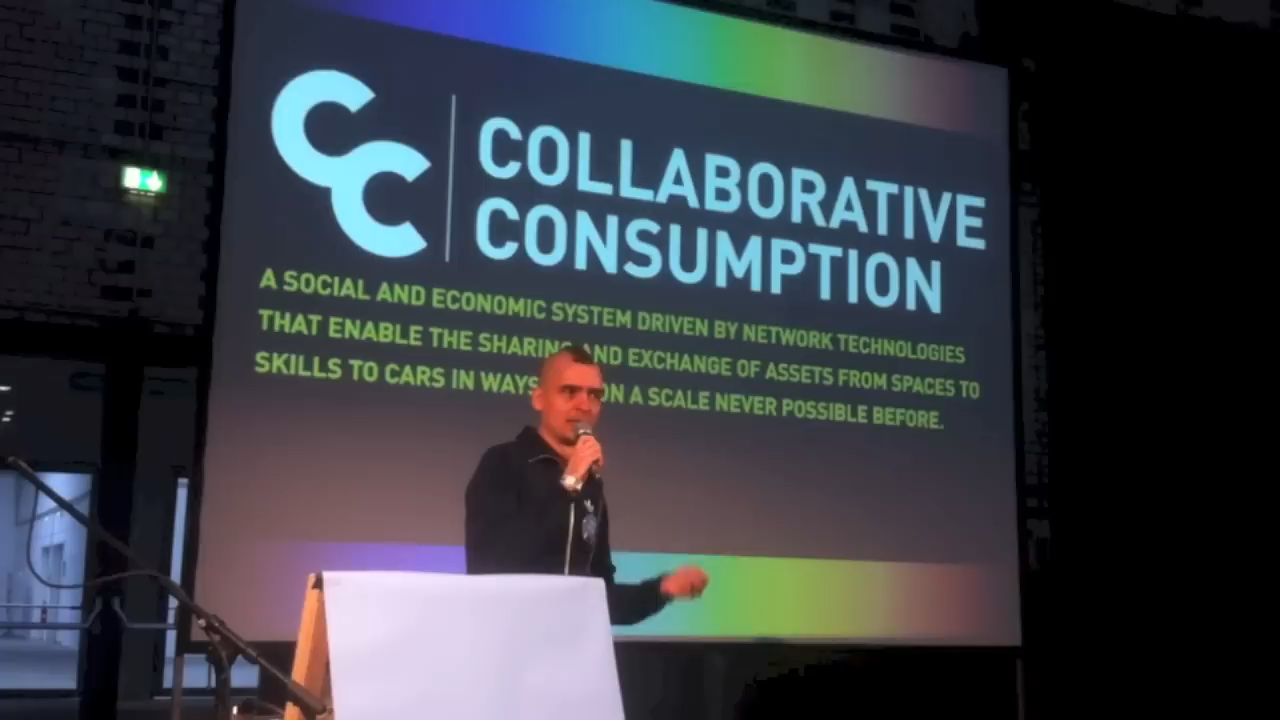 CC
COLLABORATIVE
CONSUMPTION
A SOCIAL AND ECONOMIC SYSTEM DRIVEN BY NETWORK TECHNOLOGIES
THAT ENABLE THE SHARING AND EXCHANGE OF ASSETS FROM SPACES TO
SKILLS TO CARS IN WAYS ON A SCALE NEVER POSSIBLE BEFORE.